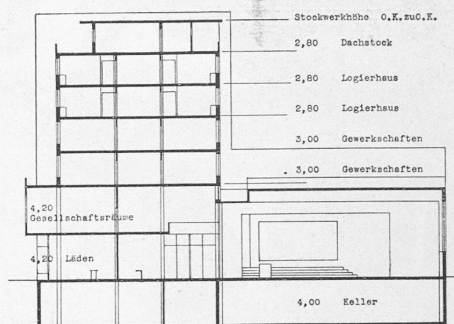 Stockwerkhöhe O.K.zuO.K.
2,80 Dachstock
2,80 Logierhaus
2,80 Logierhaus
3,00 Gewerkschaften
3,00 Gewerkschaften
4,20
Gesellschaftsräume
4,20 Läden
4,00 Keller